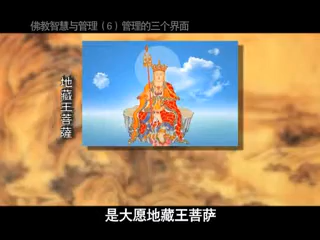 佛教智慧与管理（6）管理的三个界面
地藏王菩薩
是大愿地藏王菩萨